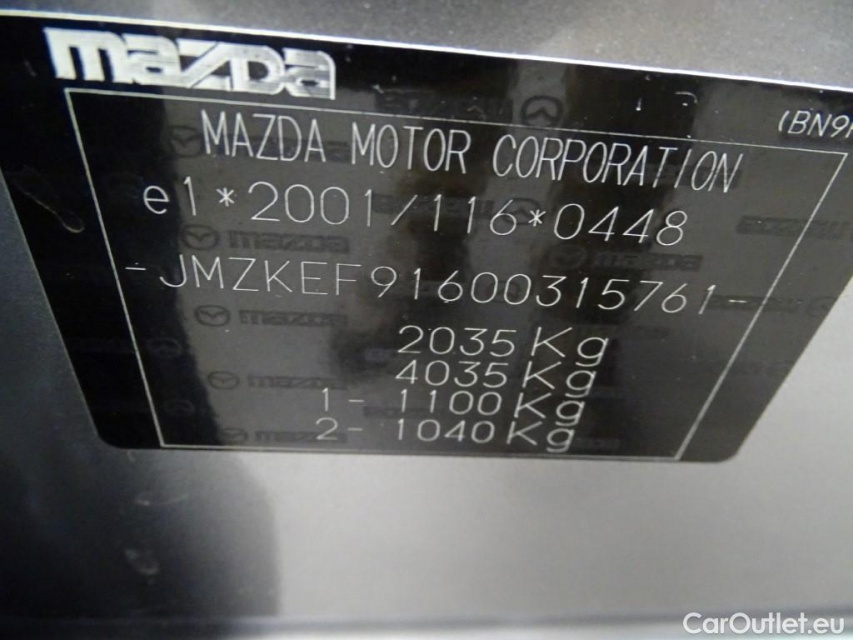 mazda
(BN9
MAZDA MOTOR CORPORATION
e1*2001/116*0448
-JMZKEF91600315761-
2035Kg
4035Kg
1- 1100Kg
2- 1040Kg
CarOutlet.eu